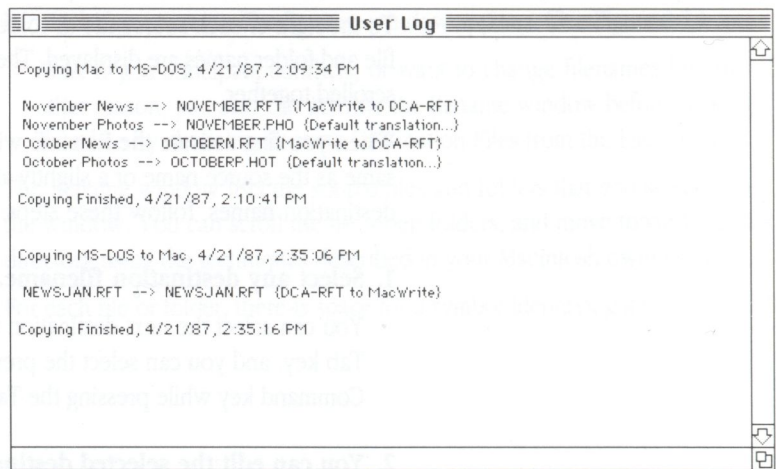 User Log
Copying Mac to MS-DOS, 4/21/87, 2:09:34 PM
November News --> NOVEMBER.RFT {MacWrite to DCA-RFT}
November Photos --> NOVEMBER.PHO {Default translation...}
October News --> OCTOBERN.RFT {MacWrite to DCA-RFT}
October Photos --> OCTOBERP.HOT {Default translation...}
Copying Finished, 4/21/87, 2:10:41 PM
Copying MS-DOS to Mac, 4/21/87, 2:35:06 PM
NEWSJAN.RFT --> NEWSJAN.RFT {DCA-RFT to MacWrite}
Copying Finished, 4/21/87, 2:35:16 PM